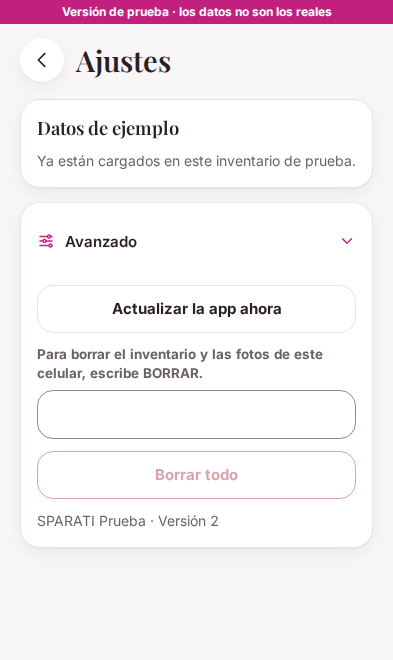 Versión de prueba · los datos no son los reales
Ajustes
Datos de ejemplo
Ya están cargados en este inventario de prueba.
Avanzado
Actualizar la app ahora
Para borrar el inventario y las fotos de este
celular, escribe BORRAR.
Borrar todo
SPARATI Prueba · Versión 2